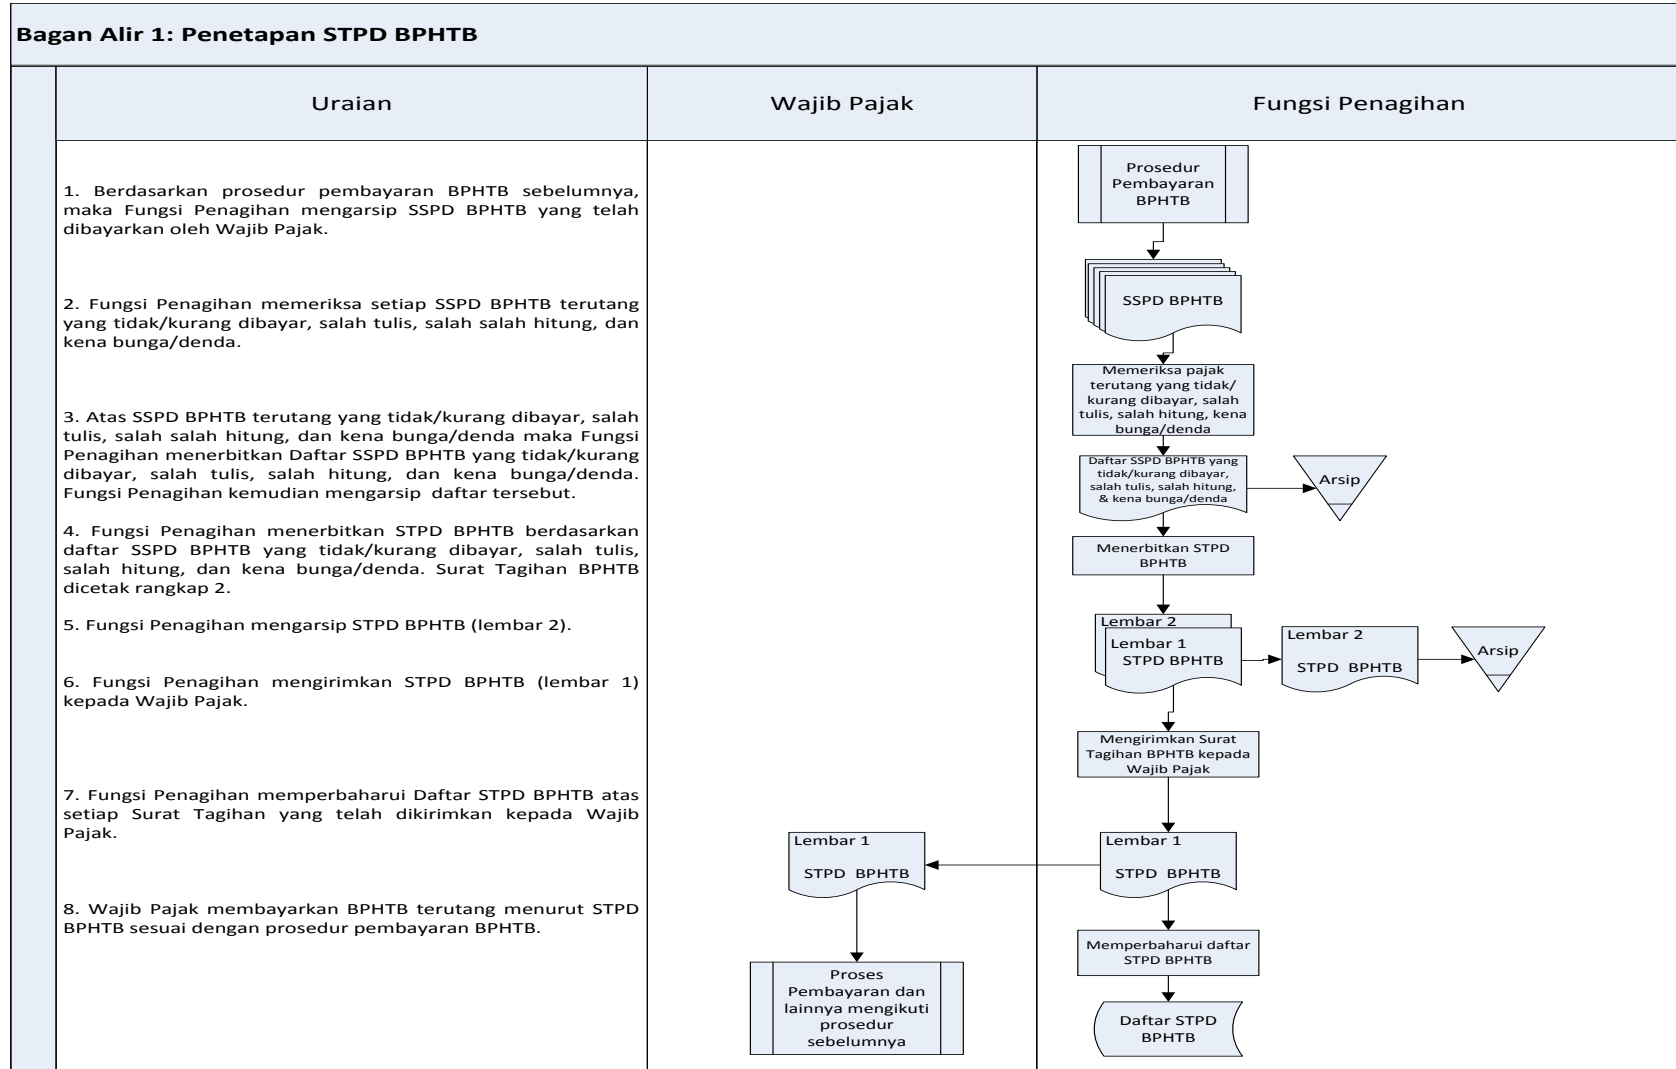 Bagan Alir 1: Penetapan STPD BPHTB
Uraian
Wajib Pajak
Fungsi Penagihan
1. Berdasarkan prosedur pembayaran BPHTB sebelumnya,
maka Fungsi Penagihan mengarsip SSPD BPHTB yang telah
dibayarkan oleh Wajib Pajak.
2. Fungsi Penagihan memeriksa setiap SSPD BPHTB terutang
yang tidak/kurang dibayar, salah tulis, salah salah hitung, dan
kena bunga/denda.
3. Atas SSPD BPHTB terutang yang tidak/kurang dibayar, salah
tulis, salah salah hitung, dan kena bunga/denda maka Fungsi
Penagihan menerbitkan Daftar SSPD BPHTB yang tidak/kurang
dibayar, salah tulis, salah hitung, dan kena bunga/denda.
Fungsi Penagihan kemudian mengarsip daftar tersebut.
4. Fungsi Penagihan menerbitkan STPD BPHTB berdasarkan
daftar SSPD BPHTB yang tidak/kurang dibayar, salah tulis,
salah hitung, dan kena bunga/denda. Surat Tagihan BPHTB
dicetak rangkap 2.
5. Fungsi Penagihan mengarsip STPD BPHTB (lembar 2).
6. Fungsi Penagihan mengirimkan STPD BPHTB (lembar 1)
kepada Wajib Pajak.
7. Fungsi Penagihan memperbaharui Daftar STPD BPHTB atas
setiap Surat Tagihan yang telah dikirimkan kepada Wajib
Pajak.
8. Wajib Pajak membayarkan BPHTB terutang menurut STPD
BPHTB sesuai dengan prosedur pembayaran BPHTB.
Lembar 1
STPD BPHTB
Proses
Pembayaran dan
lainnya mengikuti
prosedur
sebelumnya
Prosedur
Pembayaran
BPHTB
SSPD BPHTB
Memeriksa pajak
terutang yang tidak/
kurang dibayar, salah
tulis, salah hitung, kena
bunga/denda
Daftar SSPD BPHTB yang
tidak/kurang dibayar,
salah tulis, salah hitung,
& kena bunga/denda
Arsip
Menerbitkan STPD
BPHTB
Lembar 2
Lembar 1
STPD BPHTB
Lembar 2
STPD BPHTB
Arsip
Mengirimkan Surat
Tagihan BPHTB kepada
Wajib Pajak
Lembar 1
STPD BPHTB
Memperbaharui daftar
STPD BPHTB
Daftar STPD
BPHTB